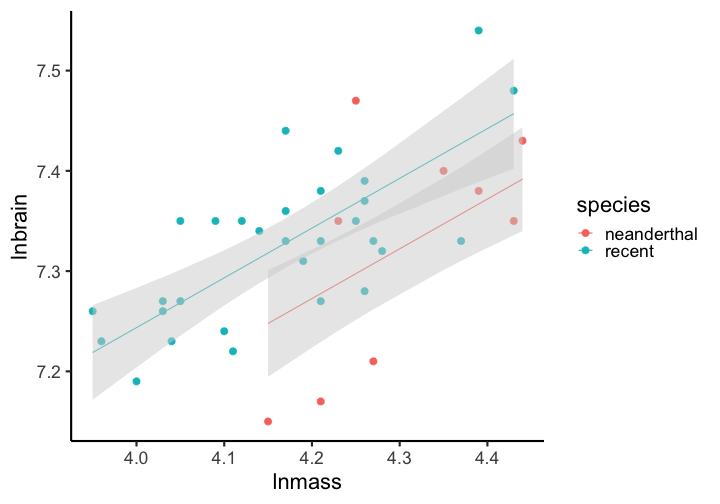 7.5
7.4
7.3
7.2
lnbrain
4.0 4.1 4.2 4.3 4.4
lnmass
species
neanderthal
recent